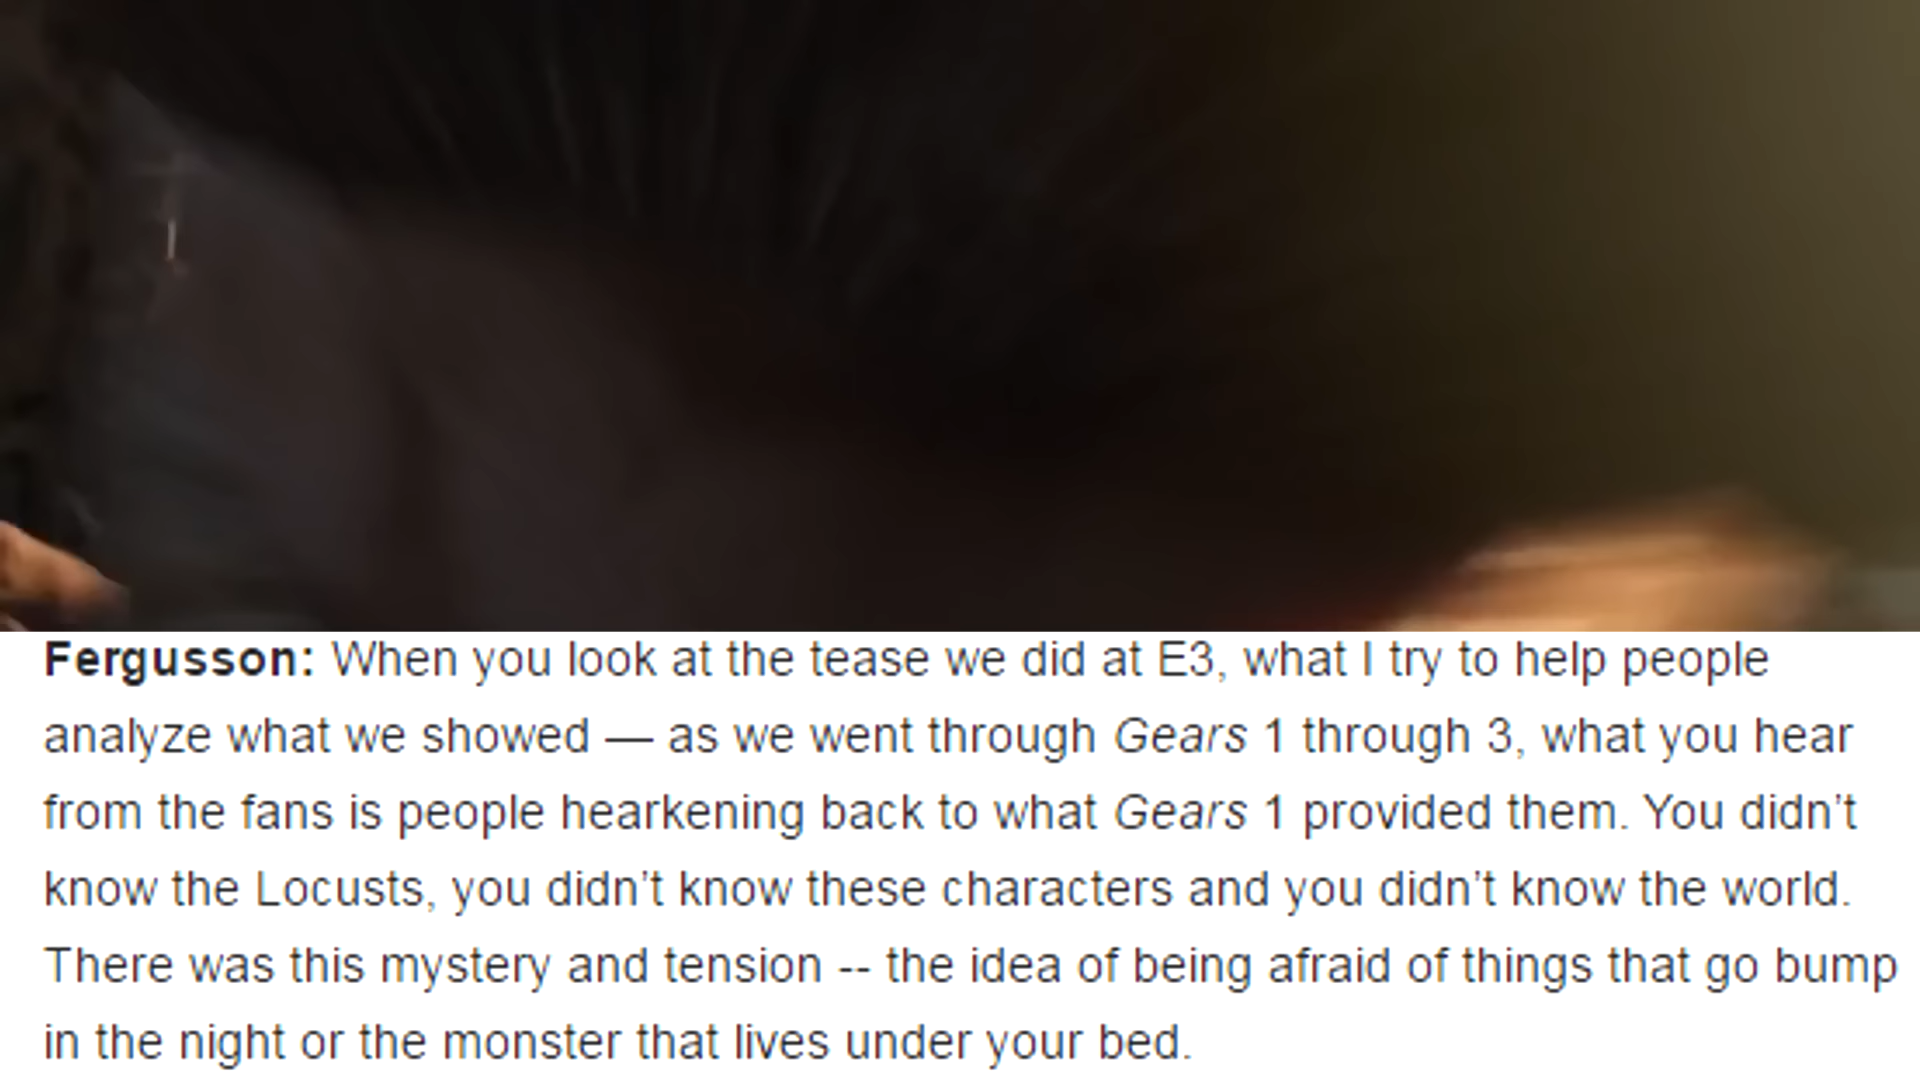 Fergusson: When you look at the tease we did at E3, what I try to help people
analyze what we showed — as we went through Gears 1 through 3, what you hear
from the fans is people hearkening back to what Gears 1 provided them. You didn’t
know the Locusts, you didn’t know these characters and you didn’t know the world.
There was this mystery and tension -- the idea of being afraid of things that go bump
in the night or the monster that lives under your bed.